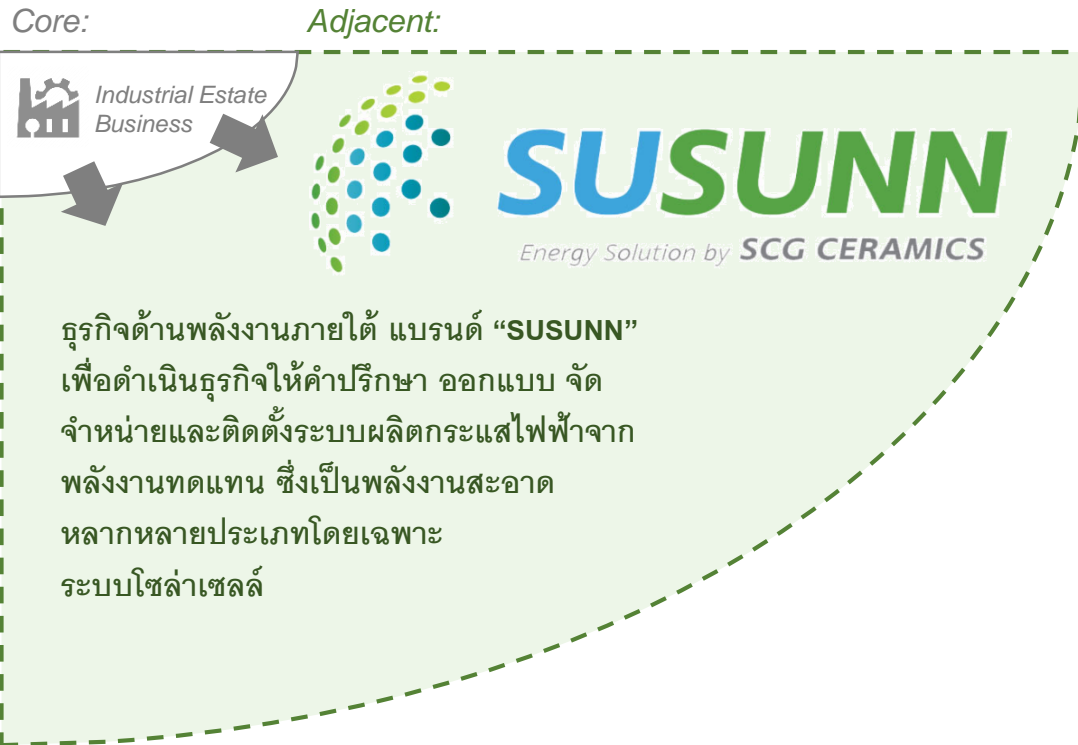 Core:
Adjacent:
Industrial Estate
Business
SUSUNN
Energy Solution by SCG CERAMICS
ธุรกิจด้านพลังงานภายใต้ แบรนด์ “SUSUNN”
เพื่อดำเนินธุรกิจให้คำปรึกษา ออกแบบ จัด
จำหน่ายและติดตั้งระบบผลิตกระแสไฟฟ้าจาก
พลังงานทดแทน ซึ่งเป็นพลังงานสะอาด
หลากหลายประเภทโดยเฉพาะ
ระบบโซล่าเซลล์